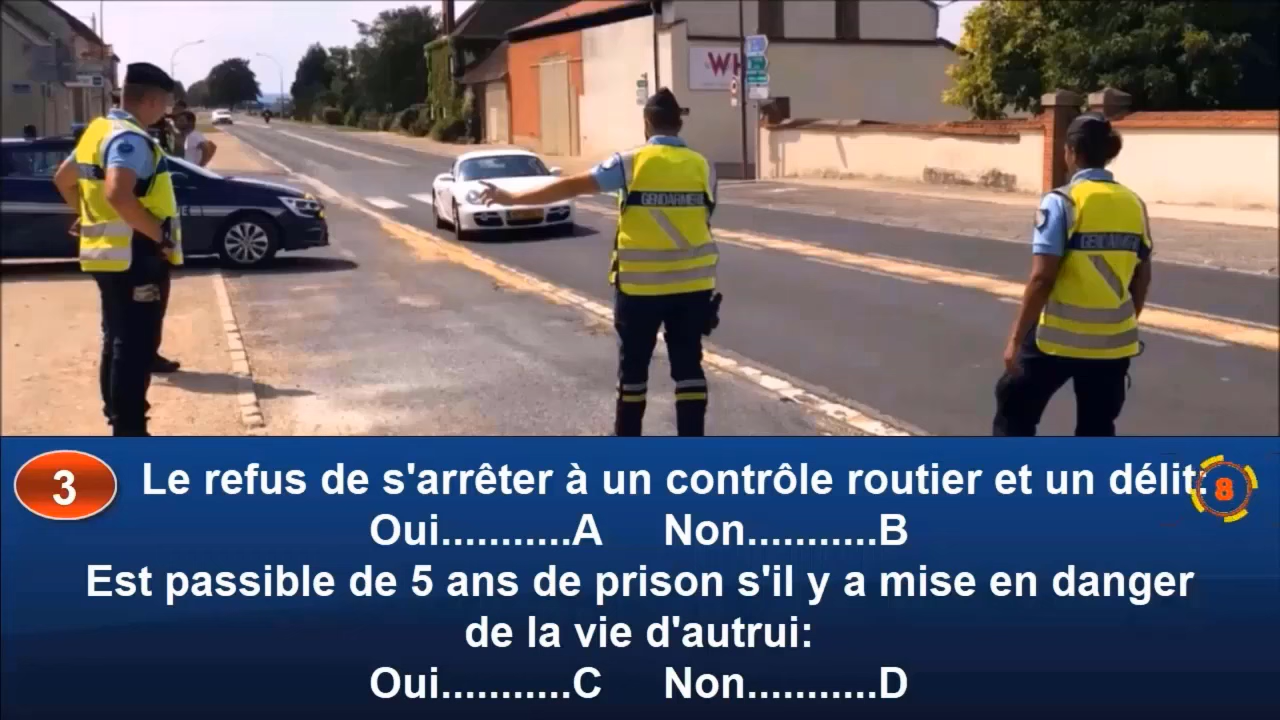 WH
GENDARMERIE
GENDARMERIE
3
Le refus de s'arrêter à un contrôle routier et un délit:
8
Oui...........A Non...........B
Est passible de 5 ans de prison s'il y a mise en danger
de la vie d'autrui:
Oui...........C Non...........D